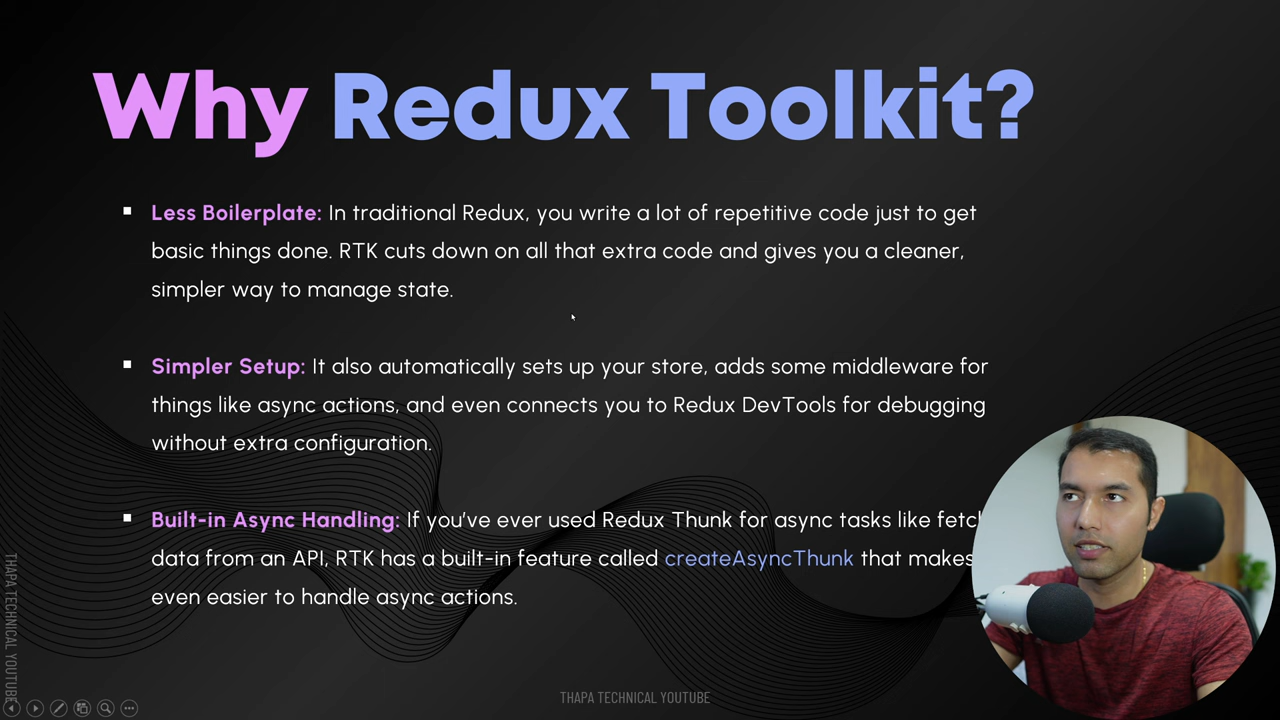 Why Redux Toolkit?
Less Boilerplate: In traditional Redux, you write a lot of repetitive code just to get
basic things done. RTK cuts down on all that extra code and gives you a cleaner,
simpler way to manage state.
Simpler Setup: It also automatically sets up your store, adds some middleware for
things like async actions, and even connects you to Redux DevTools for debugging
without extra configuration.
Built-in Async Handling: If you've ever used Redux Thunk for async tasks like
data from an API, RTK has a built-in feature called createAsyncThunk that makes
even easier to handle async actions.
THAPA TECHNICAL YOUTUBE
THAPA TECHNICAL YOUTUBE